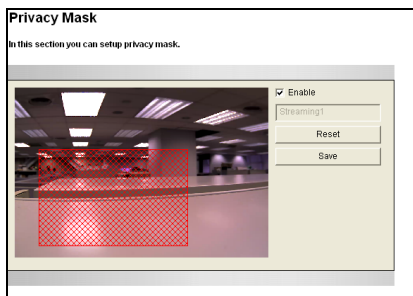 Privacy Mask
In this section you can setup privacy mask.
Enable
Streaming1
Reset
Save